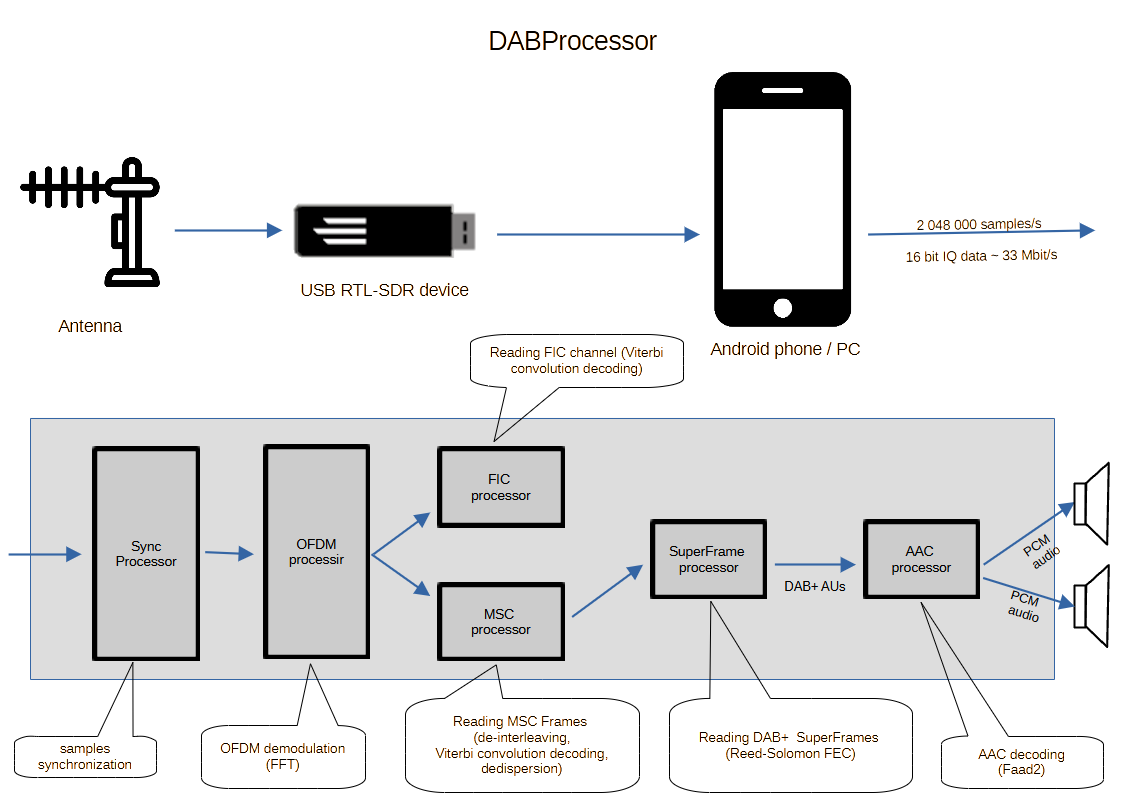 DABProcessor
2 048 000 samples/s
16 bit IQ data ~ 33 Mbit/s
USB RTL-SDR device
Antenna
Android phone / PC
Reading FIC channel (Viterbi
convolution decoding)
Sync
Processor
OFDM
processir
FIC
processor
MSC
processor
SuperFrame
processor
DAB+ AUs
AAC
processor
PCM
audio
PCM
audio
samples
synchronization
OFDM demodulation
(FFT)
Reading MSC Frames
(de-interleaving,
Viterbi convolution decoding,
dedispersion)
Reading DAB+  SuperFrames
(Reed-Solomon FEC)
AAC decoding
(Faad2)